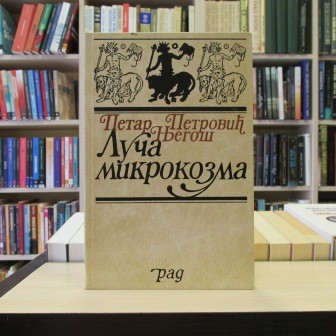 Петар Петровић
Његош
Луча
микрокозма
рад